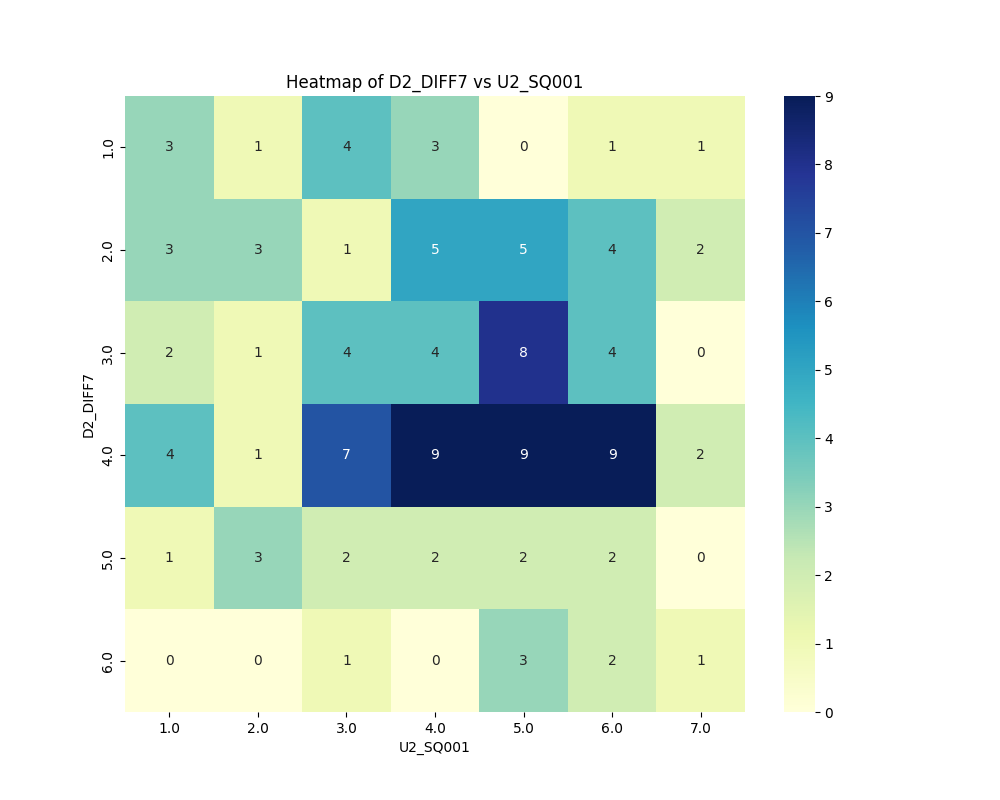 Heatmap of D2_DIFF7 vs U2_SQ001
D2_DIFF7
1.0 3 1 4 3 0 1 1
2.0 3 3 1 5 5 4 2
3.0 2 1 4 4 8 4 0
4.0 4 1 7 9 9 9 2
5.0 1 3 2 2 2 2 0
6.0 0 0 1 0 3 2 1
1.0 2.0 3.0 4.0 5.0 6.0 7.0
U2_SQ001
9
8
7
6
5
4
3
2
1
0